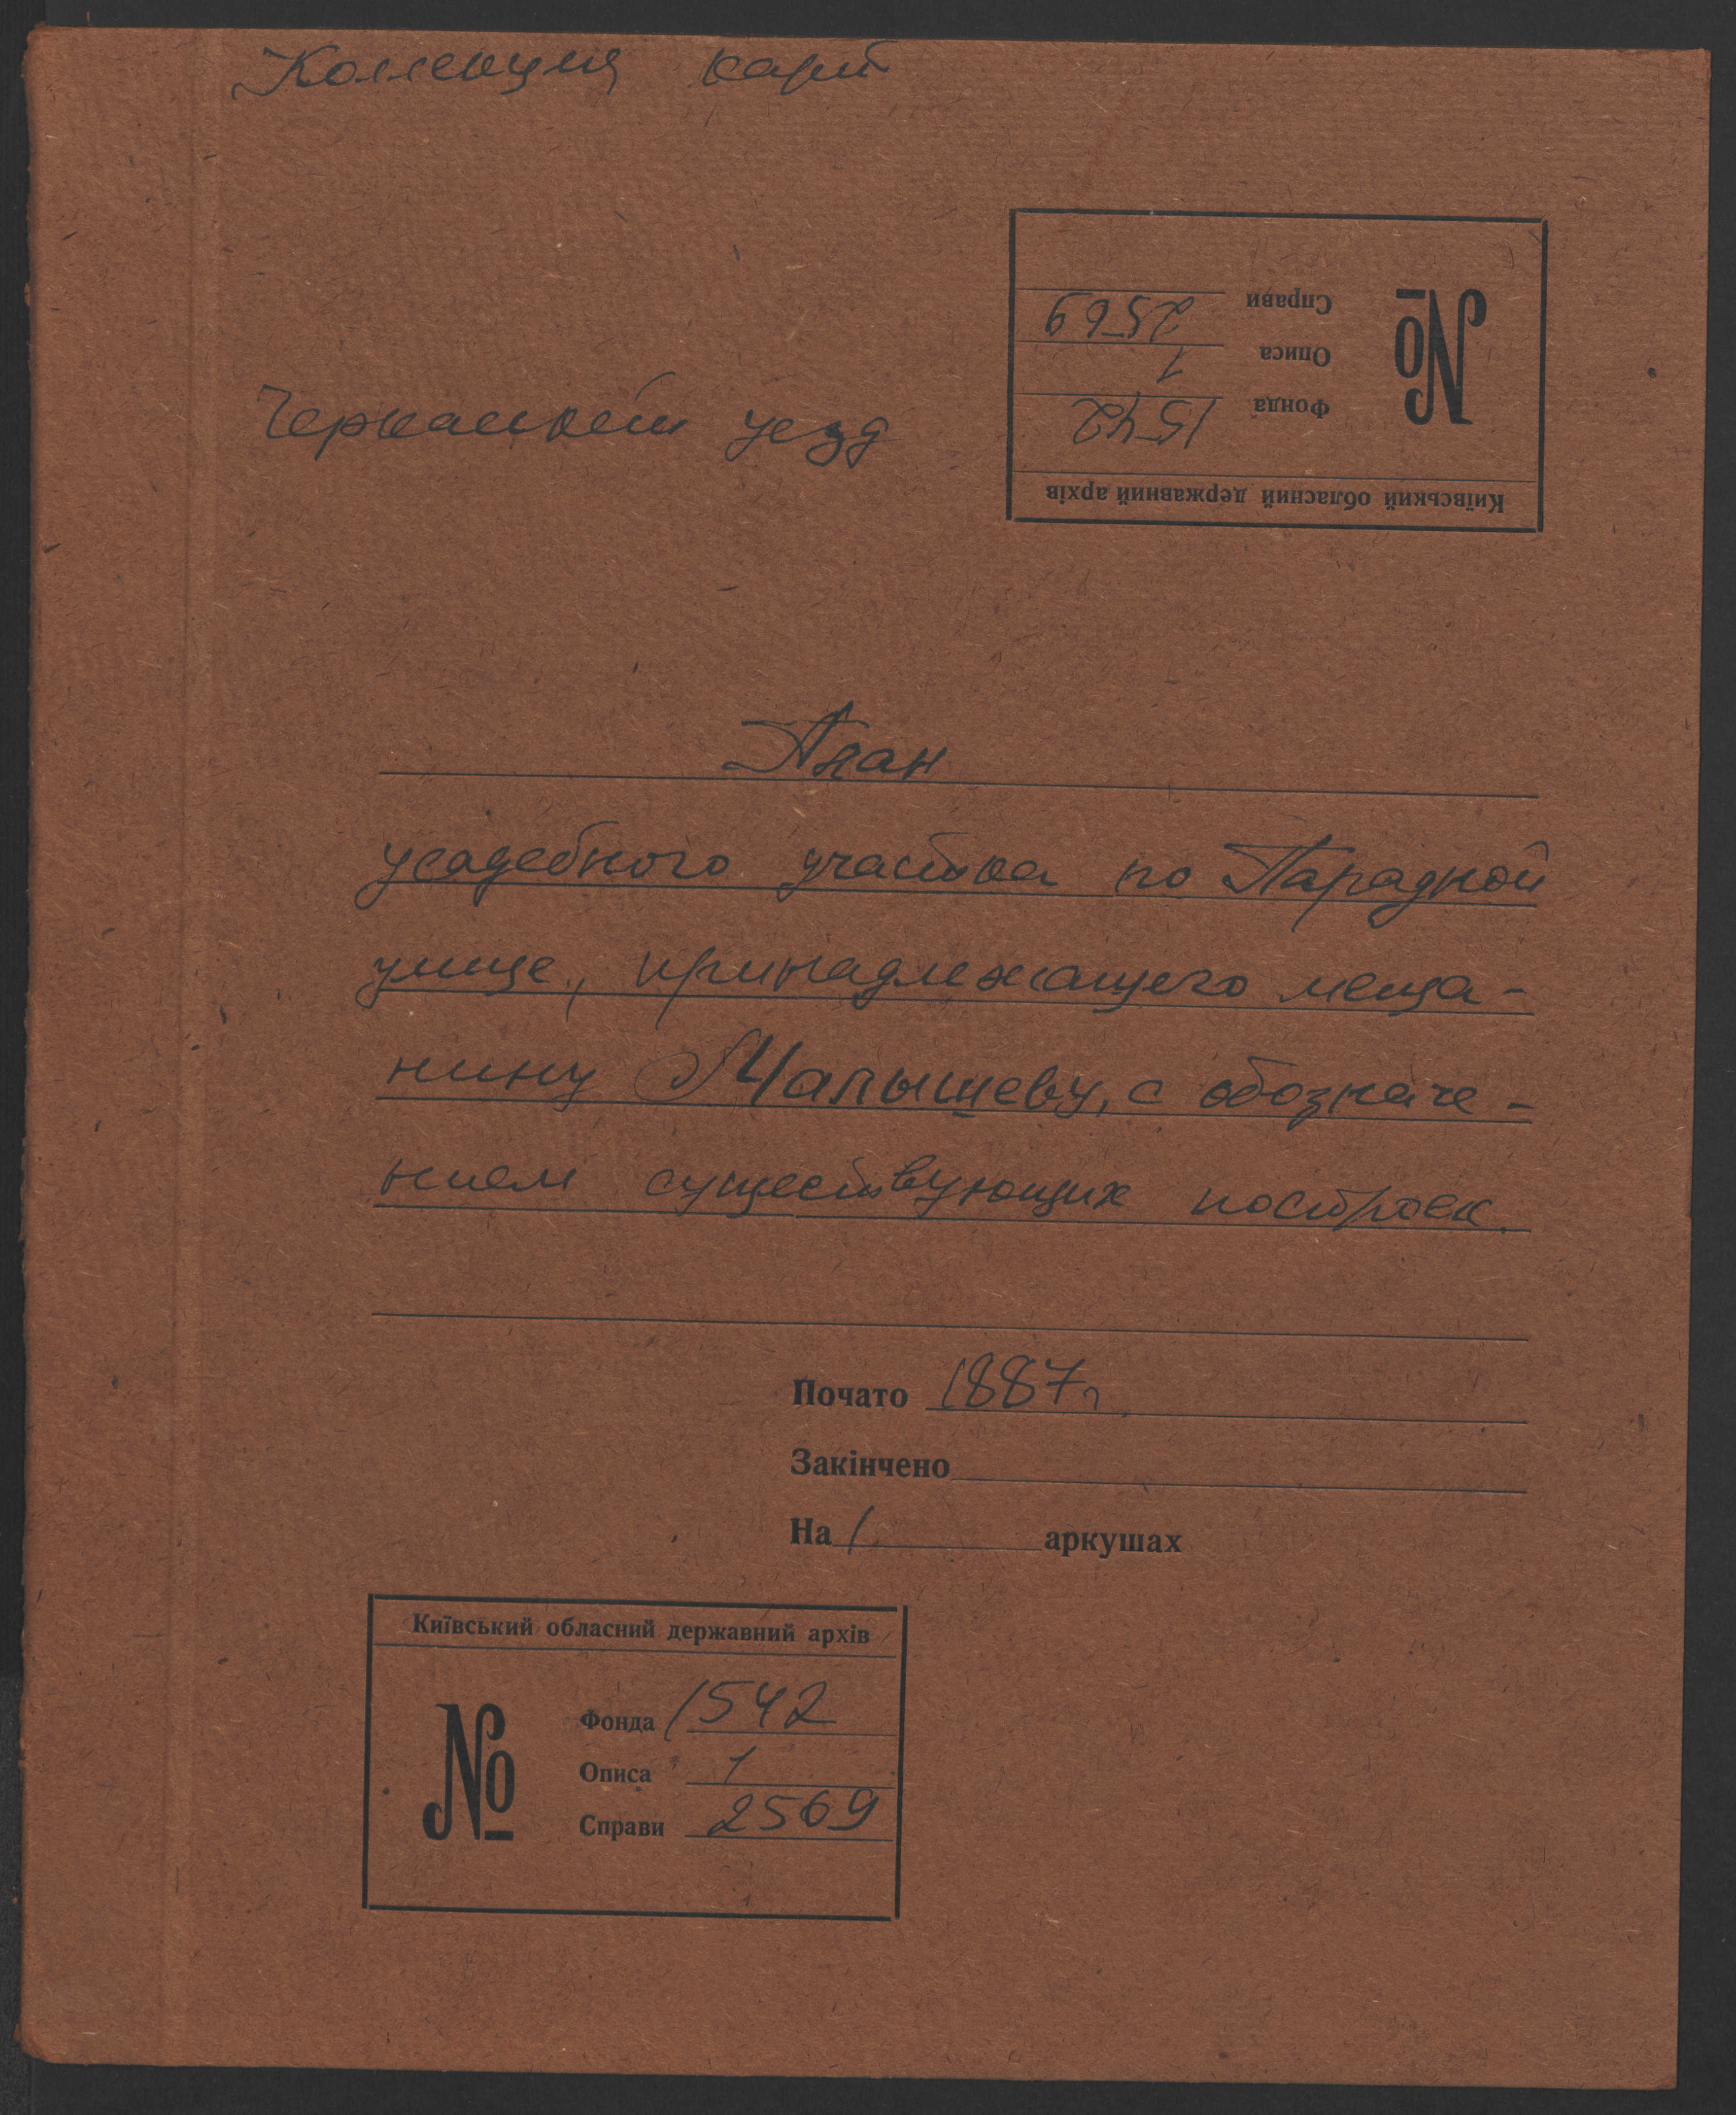 Коллекция карт
Черкасский уезд
Київський обласний державний архів
№
Фонда 1542
Описа 1
Справи 2569
План
усадебного участка по Парадной
улице, принадлежащего меща-
нину Малышеву, с обозначе-
нием существующих построек.
Почато 1887 г.
Закінчено
На 1 аркушах
Київський обласний державний архів
№
Фонда 1542
Описа 1
Справи 2569